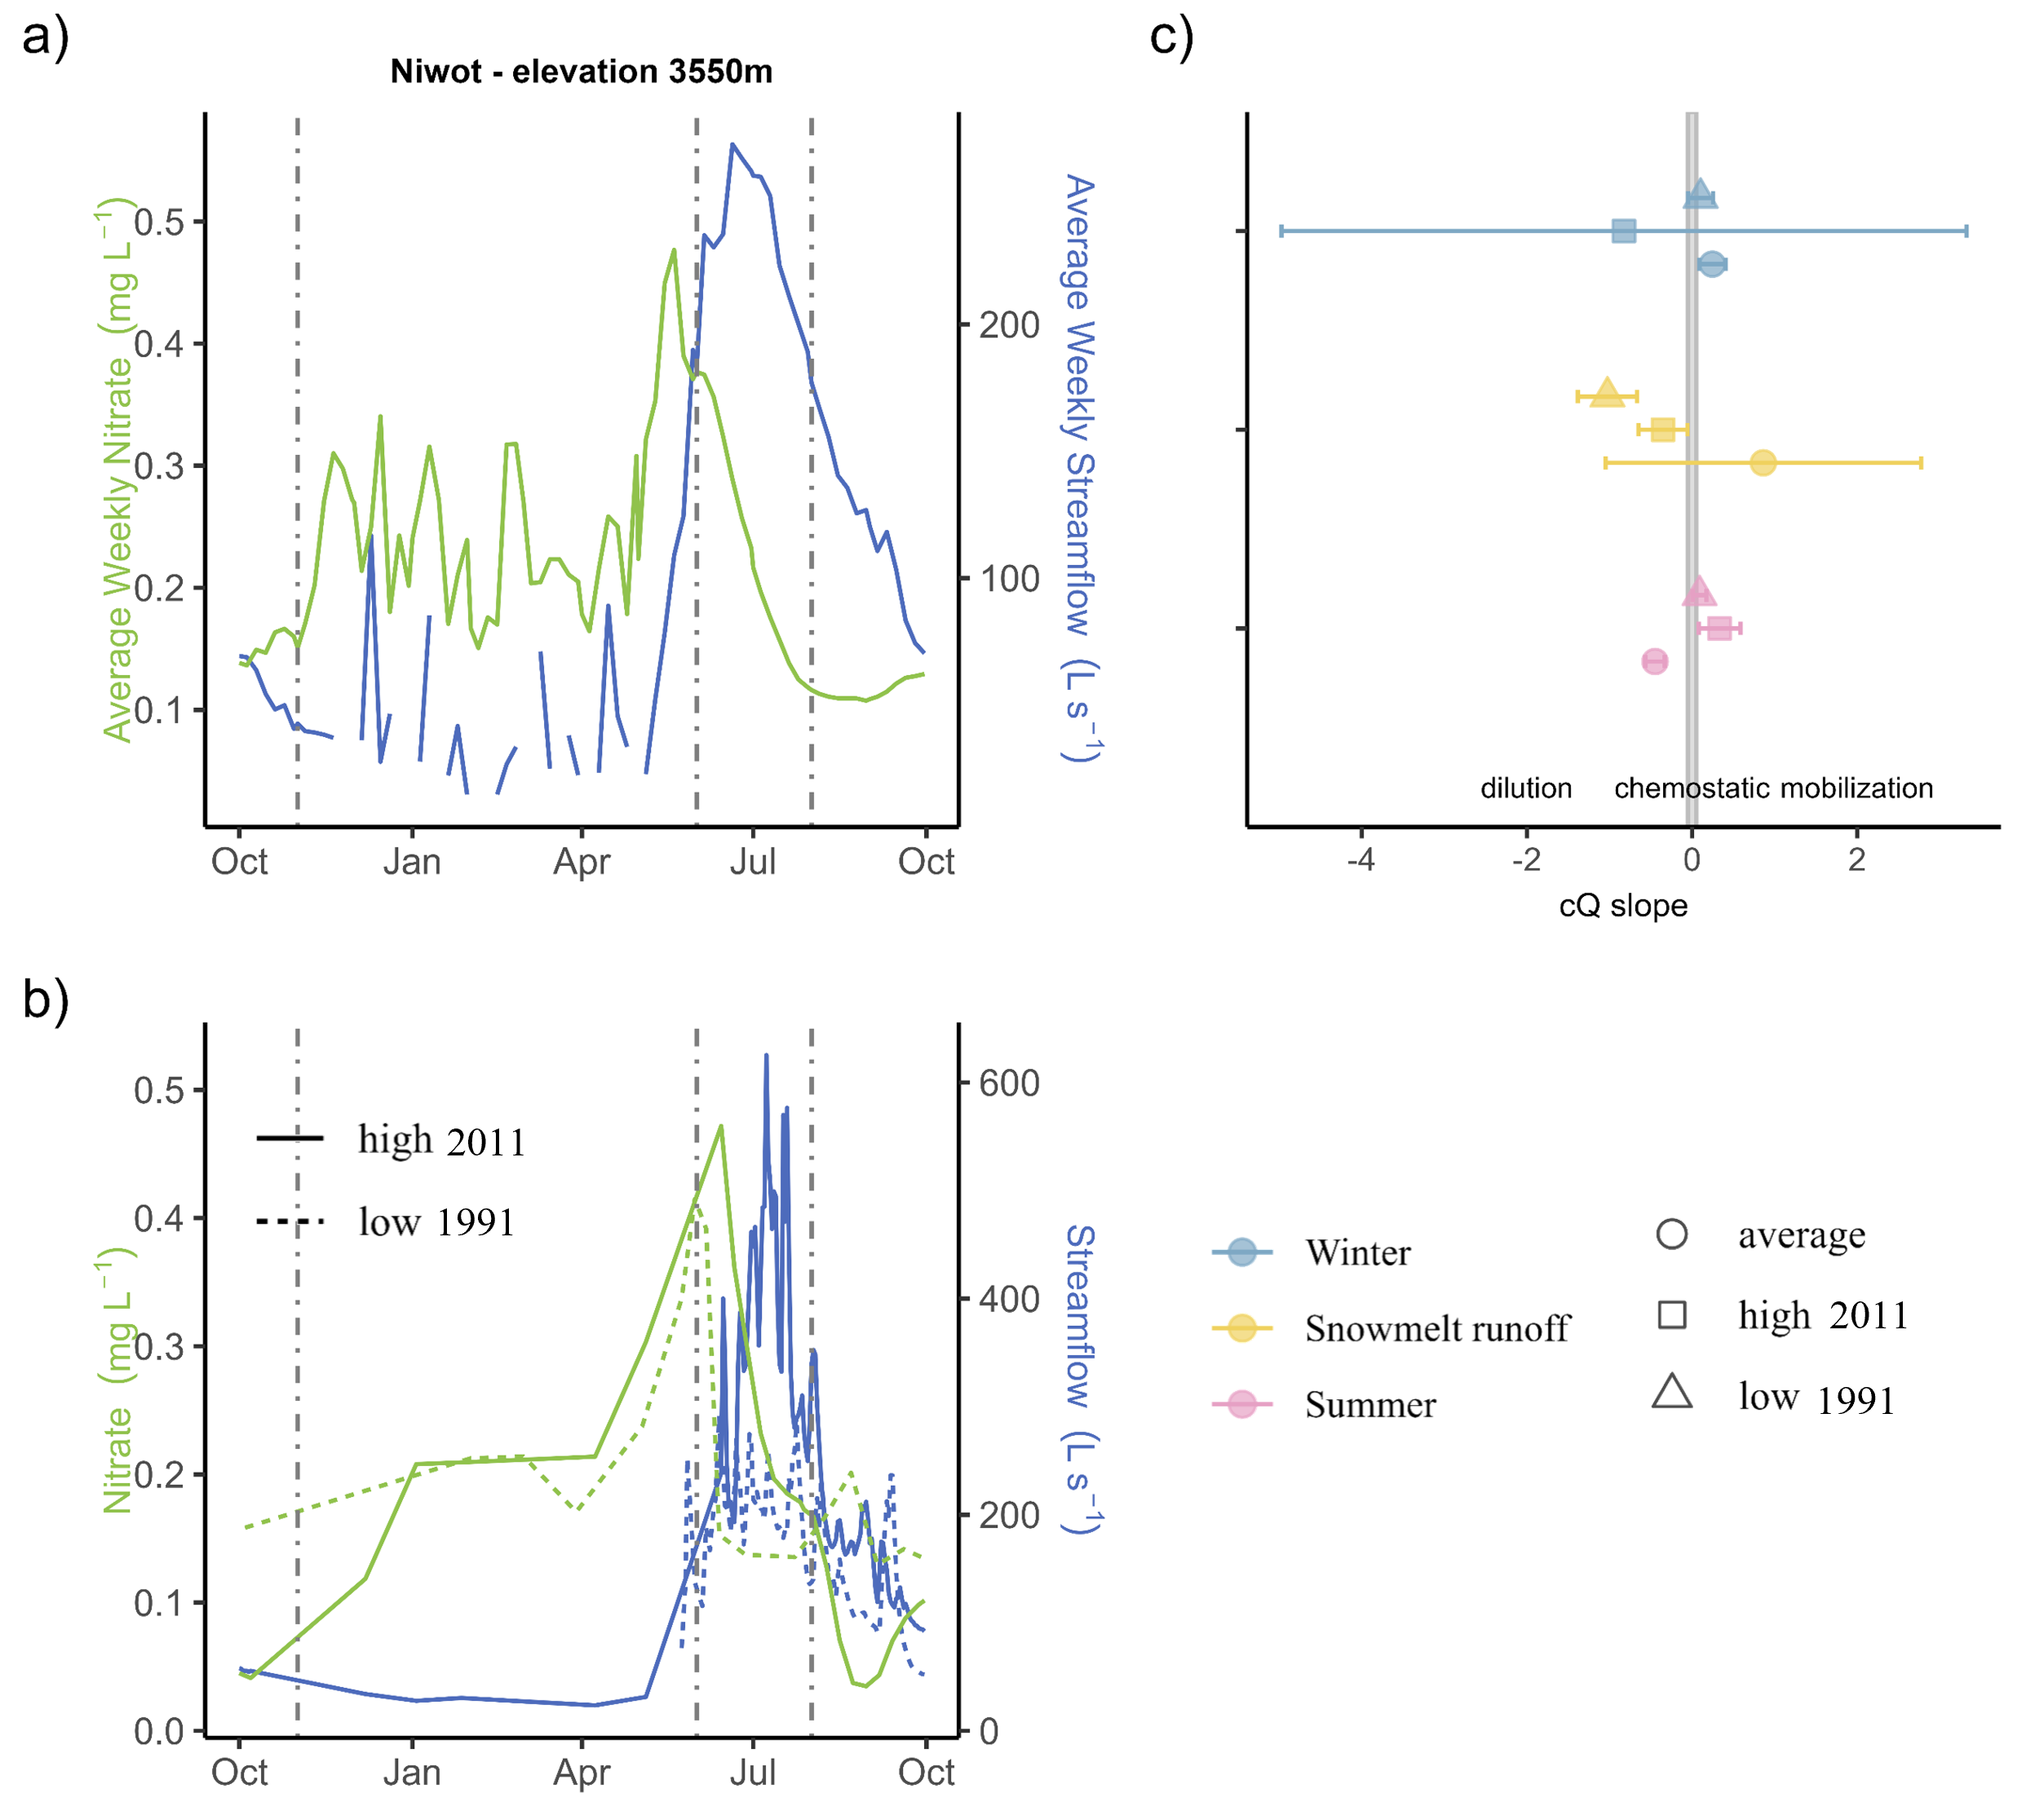 a)
Niwot - elevation 3550m
Average Weekly Nitrate (mg L⁻¹)
0.5
0.4
0.3
0.2
0.1
200
100
Average Weekly Streamflow (L s⁻¹)
Oct Jan Apr Jul Oct
c)
dilution chemostatic mobilization
-4 -2 0 2
cQ slope
b)
Nitrate (mg L⁻¹)
0.5
0.4
0.3
0.2
0.1
0.0
high 2011
low 1991
600
400
200
0
Streamflow (L s⁻¹)
Oct Jan Apr Jul Oct
Winter
Snowmelt runoff
Summer
average
high 2011
low 1991